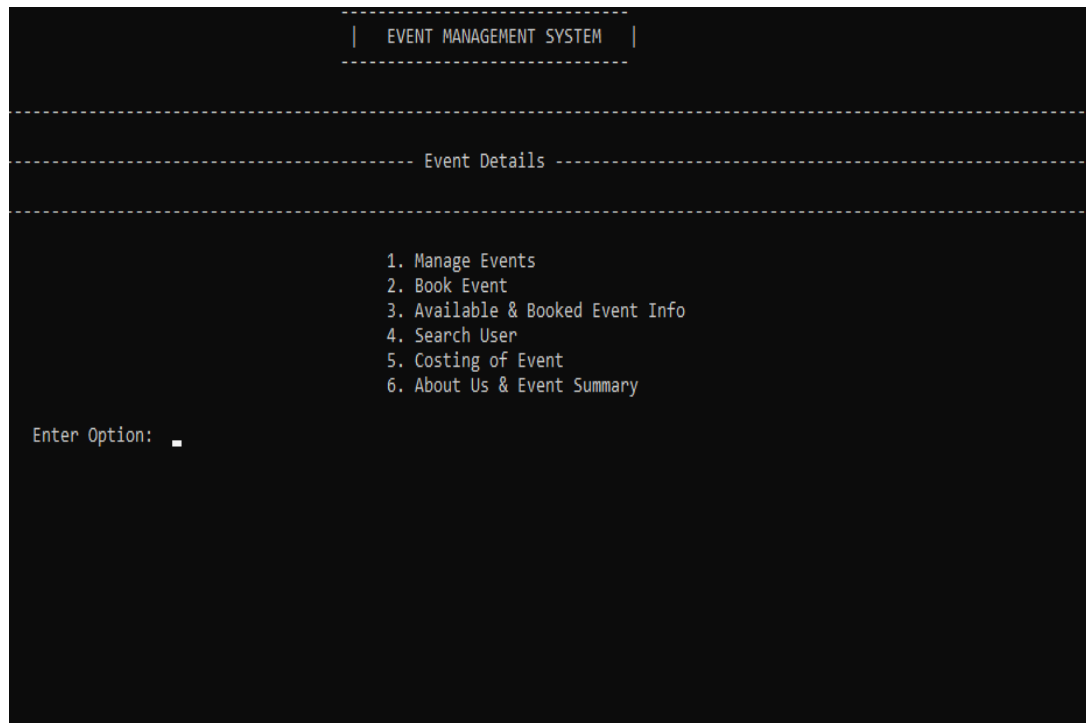 -------------------------------
| EVENT MANAGEMENT SYSTEM |
-------------------------------
---------------------------------------------------------------------------------------------------------------------
-------------------------------------------- Event Details ---------------------------------------------------------
---------------------------------------------------------------------------------------------------------------------
1. Manage Events
2. Book Event
3. Available & Booked Event Info
4. Search User
5. Costing of Event
6. About Us & Event Summary
Enter Option: _